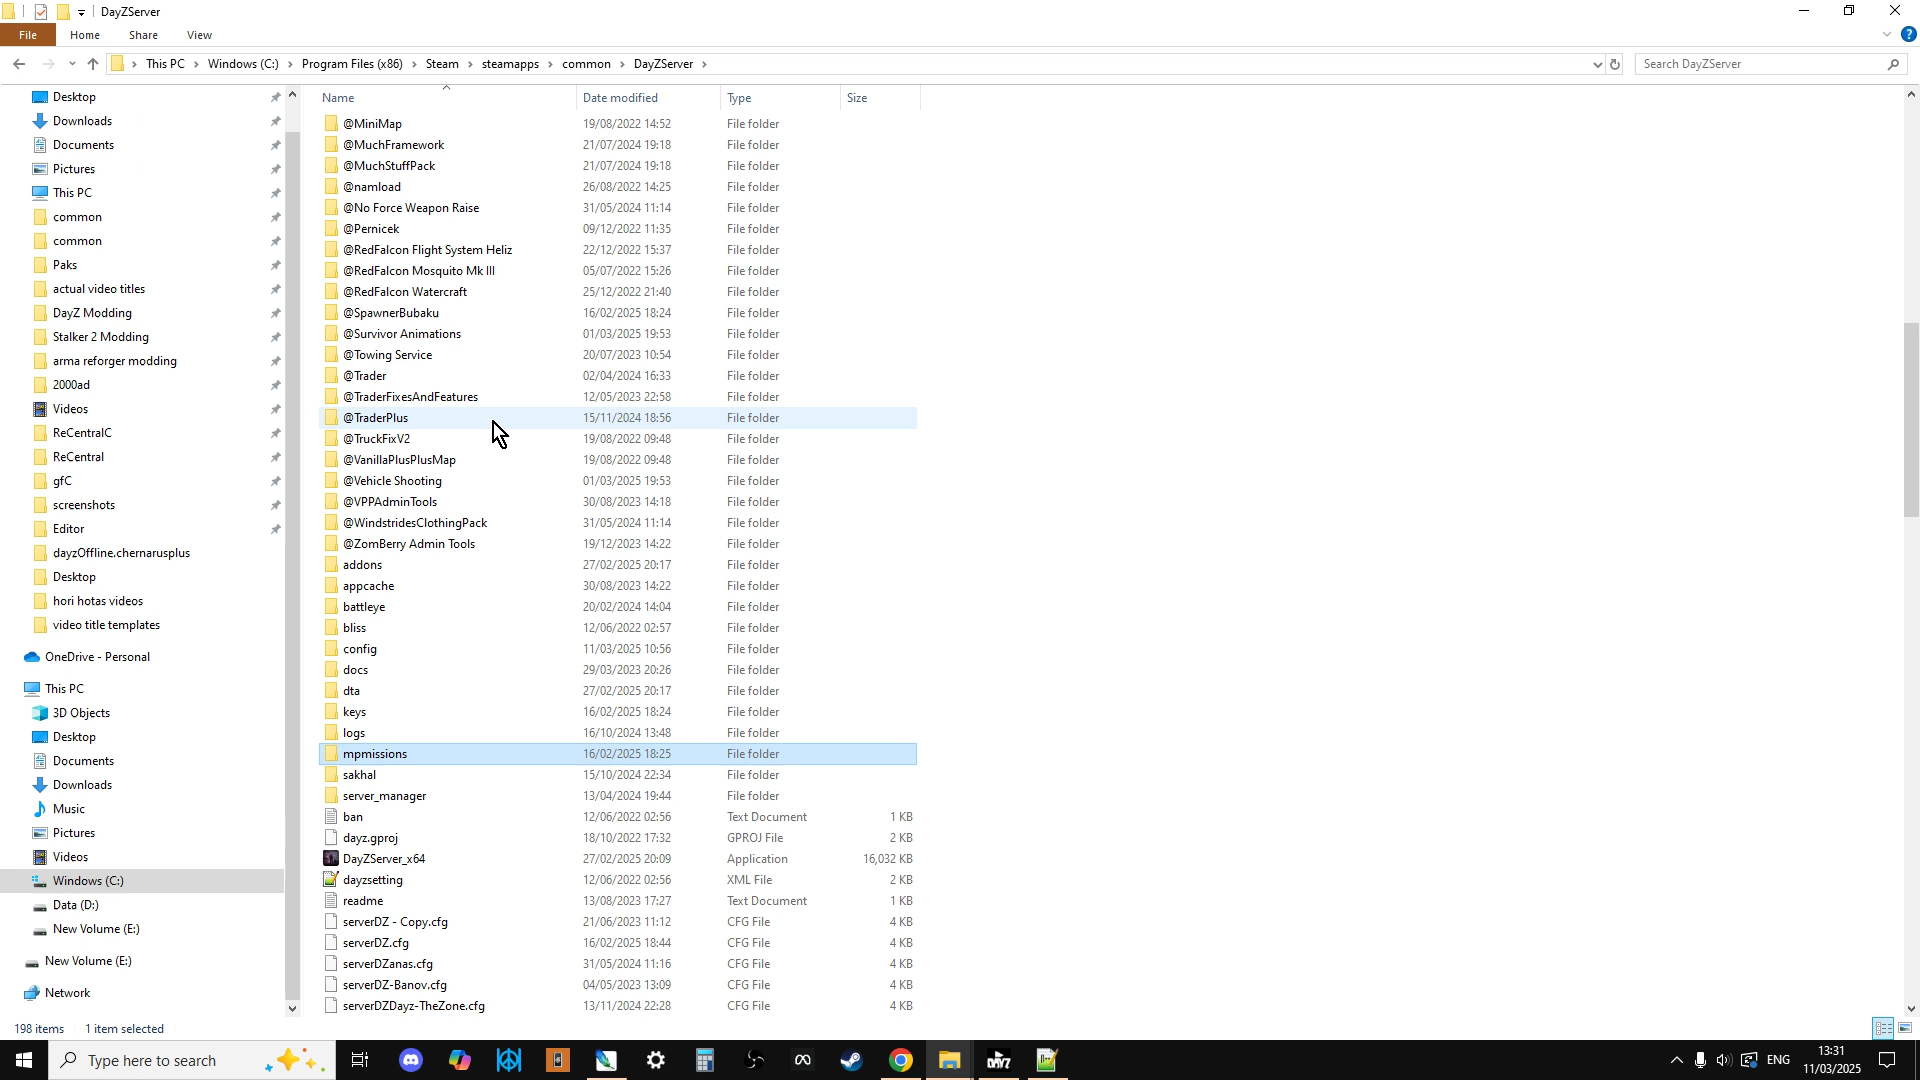 DayZServer
File Home Share View
This PC Windows (C:) Program Files (x86) Steam steamapps common DayZServer
Search DayZServer
Name Date modified Type Size
Desktop
Downloads
Documents
Pictures
This PC
common
common
Paks
actual video titles
DayZ Modding
Stalker 2 Modding
arma reforger modding
2000ad
Videos
ReCentralC
ReCentral
gfC
screenshots
Editor
dayzOffline.chernarusplus
Desktop
hori hotas videos
video title templates
OneDrive - Personal
This PC
3D Objects
Desktop
Documents
Downloads
Music
Pictures
Videos
Windows (C:)
Data (D:)
New Volume (E:)
New Volume (E:)
Network
@MiniMap 19/08/2022 14:52 File folder
@MuchFramework 21/07/2024 19:18 File folder
@MuchStuffPack 21/07/2024 19:18 File folder
@namload 26/08/2022 14:25 File folder
@No Force Weapon Raise 31/05/2024 11:14 File folder
@Pernicek 09/12/2022 11:35 File folder
@RedFalcon Flight System Heliz 22/12/2022 15:37 File folder
@RedFalcon Mosquito Mk III 05/07/2022 15:26 File folder
@RedFalcon Watercraft 25/12/2022 21:40 File folder
@SpawnerBubaku 16/02/2025 18:24 File folder
@Survivor Animations 01/03/2025 19:53 File folder
@Towing Service 20/07/2023 10:54 File folder
@Trader 02/04/2024 16:33 File folder
@TraderFixesAndFeatures 12/05/2023 22:58 File folder
@TraderPlus 15/11/2024 18:56 File folder
@TruckFixV2 19/08/2022 09:48 File folder
@VanillaPlusPlusMap 19/08/2022 09:48 File folder
@Vehicle Shooting 01/03/2025 19:53 File folder
@VPPAdminTools 30/08/2023 14:18 File folder
@WindstridesClothingPack 31/05/2024 11:14 File folder
@ZomBerry Admin Tools 19/12/2023 14:22 File folder
addons 27/02/2025 20:17 File folder
appcache 30/08/2023 14:22 File folder
battleye 20/02/2024 14:04 File folder
bliss 12/06/2022 02:57 File folder
config 11/03/2025 10:56 File folder
docs 29/03/2023 20:26 File folder
dta 27/02/2025 20:17 File folder
keys 16/02/2025 18:24 File folder
logs 16/10/2024 13:48 File folder
mpmissions 16/02/2025 18:25 File folder
sakhal 15/10/2024 22:34 File folder
server_manager 13/04/2024 19:44 File folder
ban 12/06/2022 02:56 Text Document 1 KB
dayz.gproj 18/10/2022 17:32 GPROJ File 2 KB
DayZServer_x64 27/02/2025 20:09 Application 16,032 KB
dayzsetting 12/06/2022 02:56 XML File 2 KB
readme 13/08/2023 17:27 Text Document 1 KB
serverDZ - Copy.cfg 21/06/2023 11:12 CFG File 4 KB
serverDZ.cfg 16/02/2025 18:44 CFG File 4 KB
serverDZanas.cfg 31/05/2024 11:16 CFG File 4 KB
serverDZ-Banov.cfg 04/05/2023 13:09 CFG File 4 KB
serverDZDayz-TheZone.cfg 13/11/2024 22:28 CFG File 4 KB
198 items 1 item selected
Type here to search
DAYZ
ENG
13:31
11/03/2025